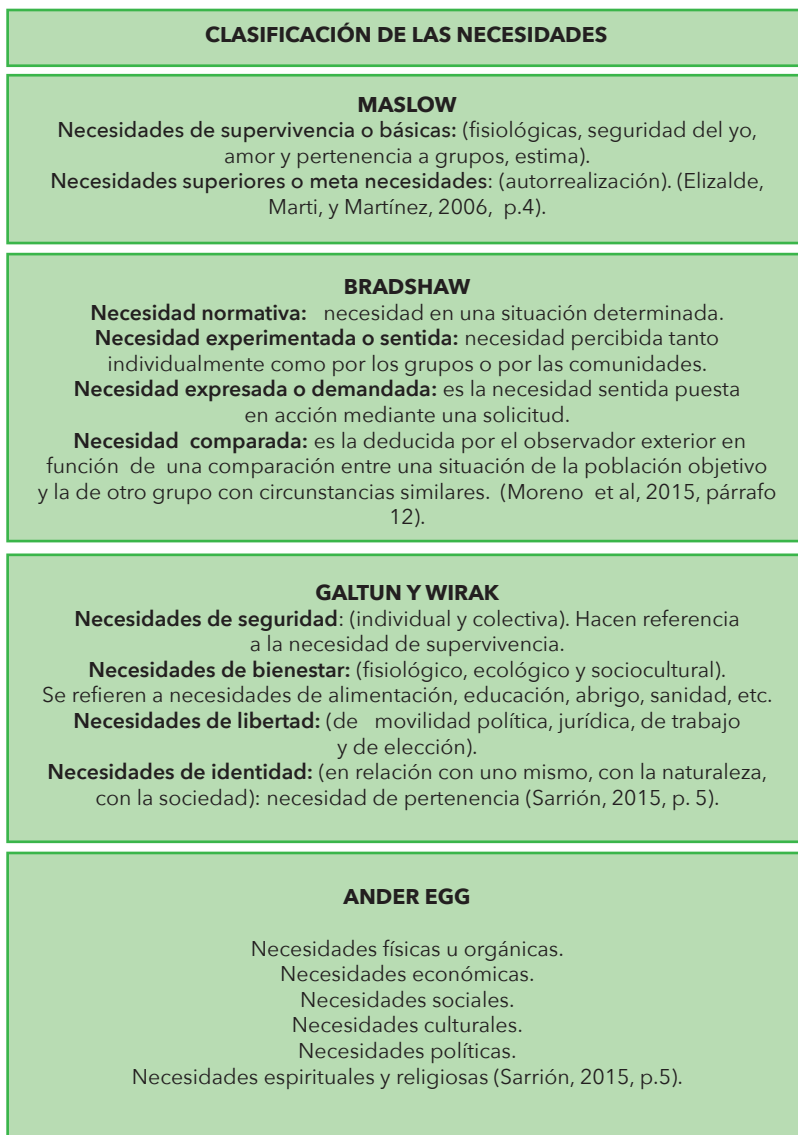 CLASIFICACIÓN DE LAS NECESIDADES
MASLOW
Necesidades de supervivencia o básicas: (fisiológicas, seguridad del yo,
amor y pertenencia a grupos, estima).
Necesidades superiores o meta necesidades: (autorrealización). (Elizalde,
Marti, y Martínez, 2006, p.4).
BRADSHAW
Necesidad normativa: necesidad en una situación determinada.
Necesidad experimentada o sentida: necesidad percibida tanto
individualmente como por los grupos o por las comunidades.
Necesidad expresada o demandada: es la necesidad sentida puesta
en acción mediante una solicitud.
Necesidad comparada: es la deducida por el observador exterior en
función de una comparación entre una situación de la población objetivo
y la de otro grupo con circunstancias similares. (Moreno et al, 2015, párrafo
12).
GALTUN Y WIRAK
Necesidades de seguridad: (individual y colectiva). Hacen referencia
a la necesidad de supervivencia.
Necesidades de bienestar: (fisiológico, ecológico y sociocultural).
Se refieren a necesidades de alimentación, educación, abrigo, sanidad, etc.
Necesidades de libertad: (de movilidad política, jurídica, de trabajo
y de elección).
Necesidades de identidad: (en relación con uno mismo, con la naturaleza,
con la sociedad): necesidad de pertenencia (Sarrión, 2015, p. 5).
ANDER EGG
Necesidades físicas u orgánicas.
Necesidades económicas.
Necesidades sociales.
Necesidades culturales.
Necesidades políticas.
Necesidades espirituales y religiosas (Sarrión, 2015, p.5).